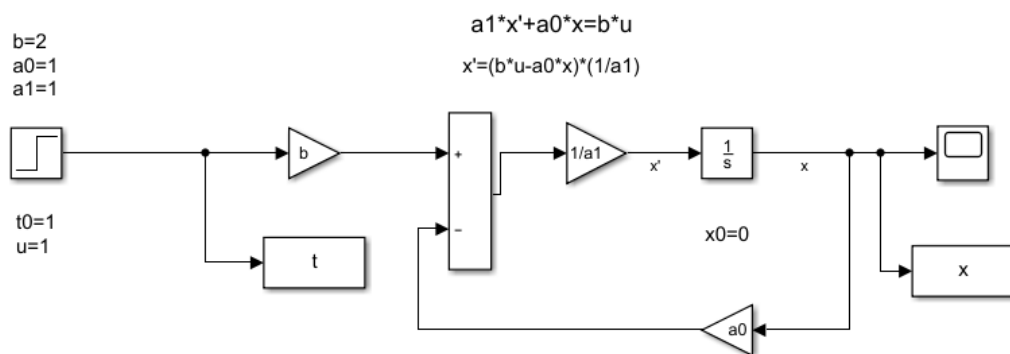 a1*x'+a0*x=b*u
x'=(b*u-a0*x)*(1/a1)
b=2
a0=1
a1=1
b
+
−
1/a1
x'
1
s
x
t0=1
u=1
t
x0=0
x
a0